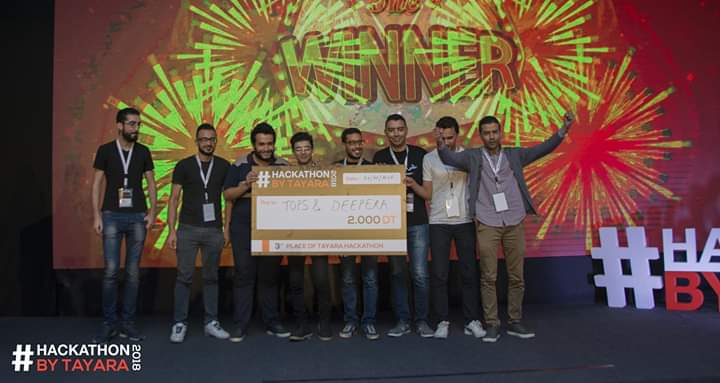 WINNER
#HACKATHON
BY TAYARA
2018
TOPS & DEEPERA
2.000 DT
3rd PLACE OF TAYARA HACKATHON
#HA
BY
#HACKATHON
BY TAYARA
2018